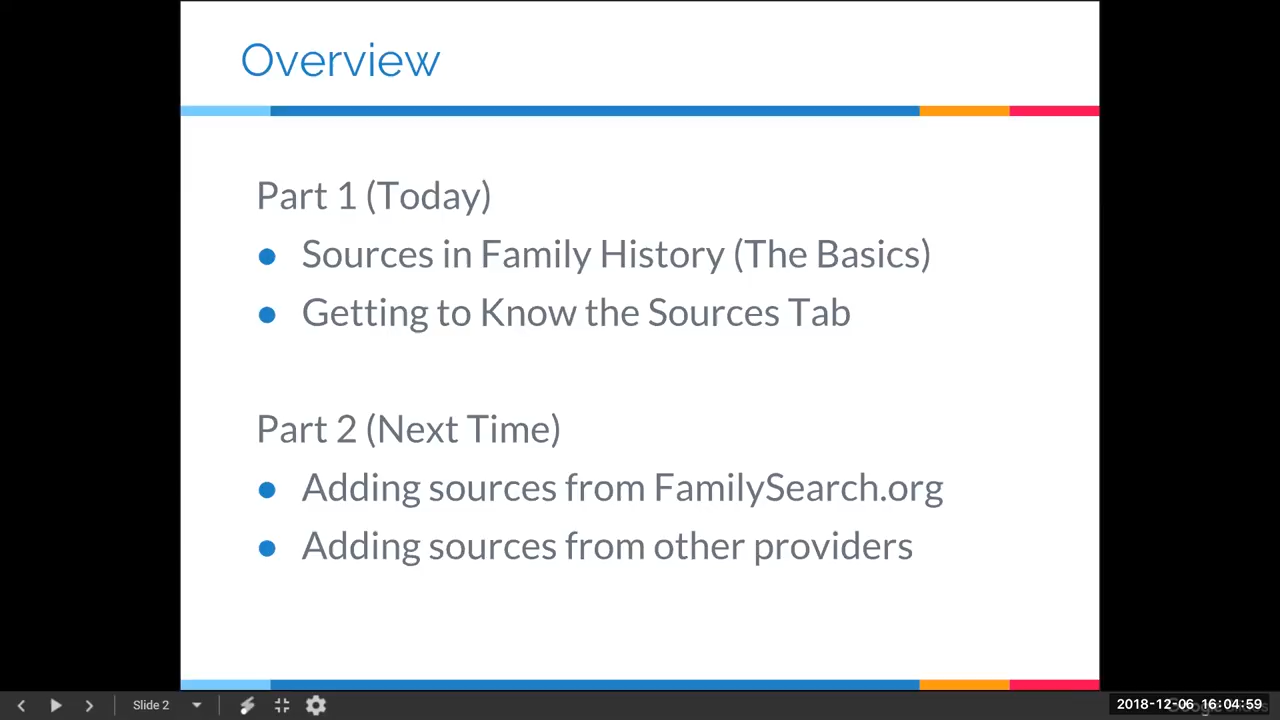 Overview
Part 1 (Today)
● Sources in Family History (The Basics)
● Getting to Know the Sources Tab
Part 2 (Next Time)
● Adding sources from FamilySearch.org
● Adding sources from other providers
Slide 2
2018-12-06 16:04:59